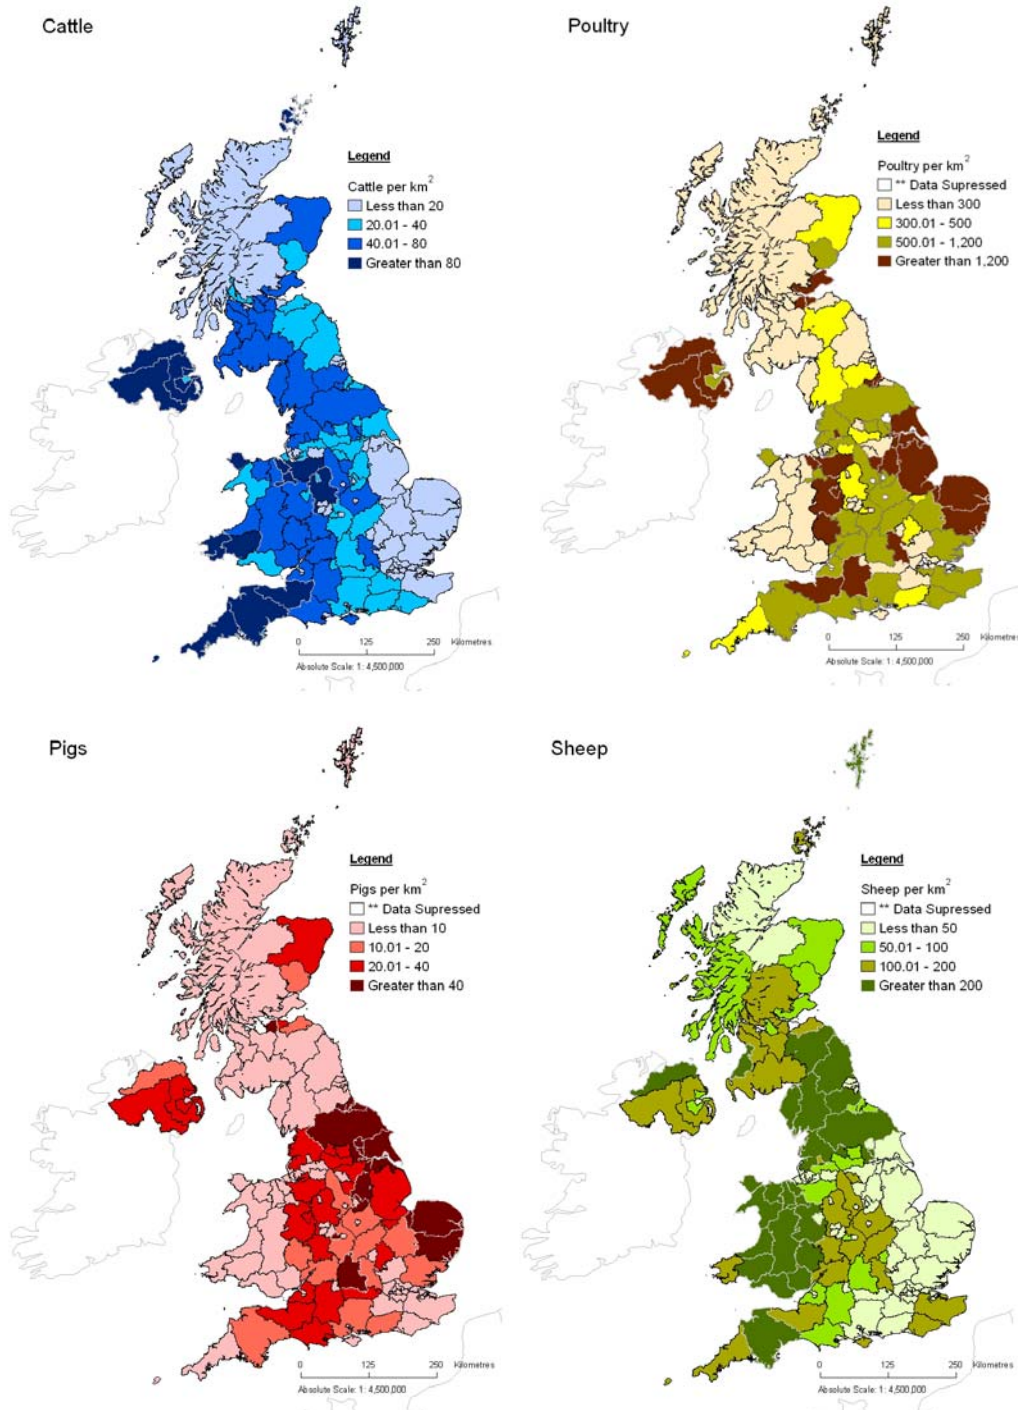 Cattle
Legend
Cattle per km²
Less than 20
20.01 - 40
40.01 - 80
Greater than 80
0 125 250 Kilometres
Absolute Scale: 1: 4,500,000
Poultry
Legend
Poultry per km²
** Data Supressed
Less than 300
300.01 - 500
500.01 - 1,200
Greater than 1,200
0 125 250 Kilometres
Absolute Scale: 1: 4,500,000
Pigs
Legend
Pigs per km²
** Data Supressed
Less than 10
10.01 - 20
20.01 - 40
Greater than 40
0 125 250 Kilometres
Absolute Scale: 1: 4,500,000
Sheep
Legend
Sheep per km²
** Data Supressed
Less than 50
50.01 - 100
100.01 - 200
Greater than 200
0 125 250 Kilometres
Absolute Scale: 1: 4,500,000